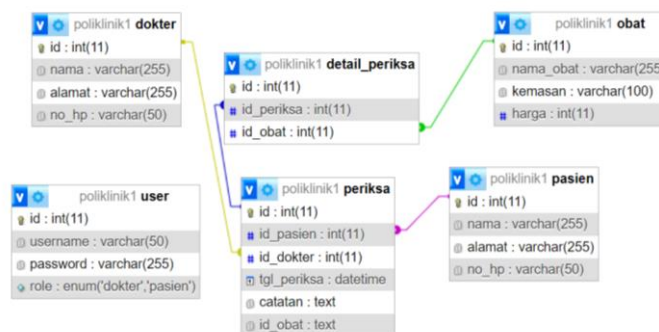 poliklinik1 dokter
id : int(11)
nama : varchar(255)
alamat : varchar(255)
no_hp : varchar(50)
poliklinik1 detail_periksa
id : int(11)
id_periksa : int(11)
id_obat : int(11)
poliklinik1 obat
id : int(11)
nama_obat : varchar(255)
kemasan : varchar(100)
harga : int(11)
poliklinik1 user
id : int(11)
username : varchar(50)
password : varchar(255)
role : enum('dokter','pasien')
poliklinik1 periksa
id : int(11)
id_pasien : int(11)
id_dokter : int(11)
tgl_periksa : datetime
catatan : text
id_obat : text
poliklinik1 pasien
id : int(11)
nama : varchar(255)
alamat : varchar(255)
no_hp : varchar(50)